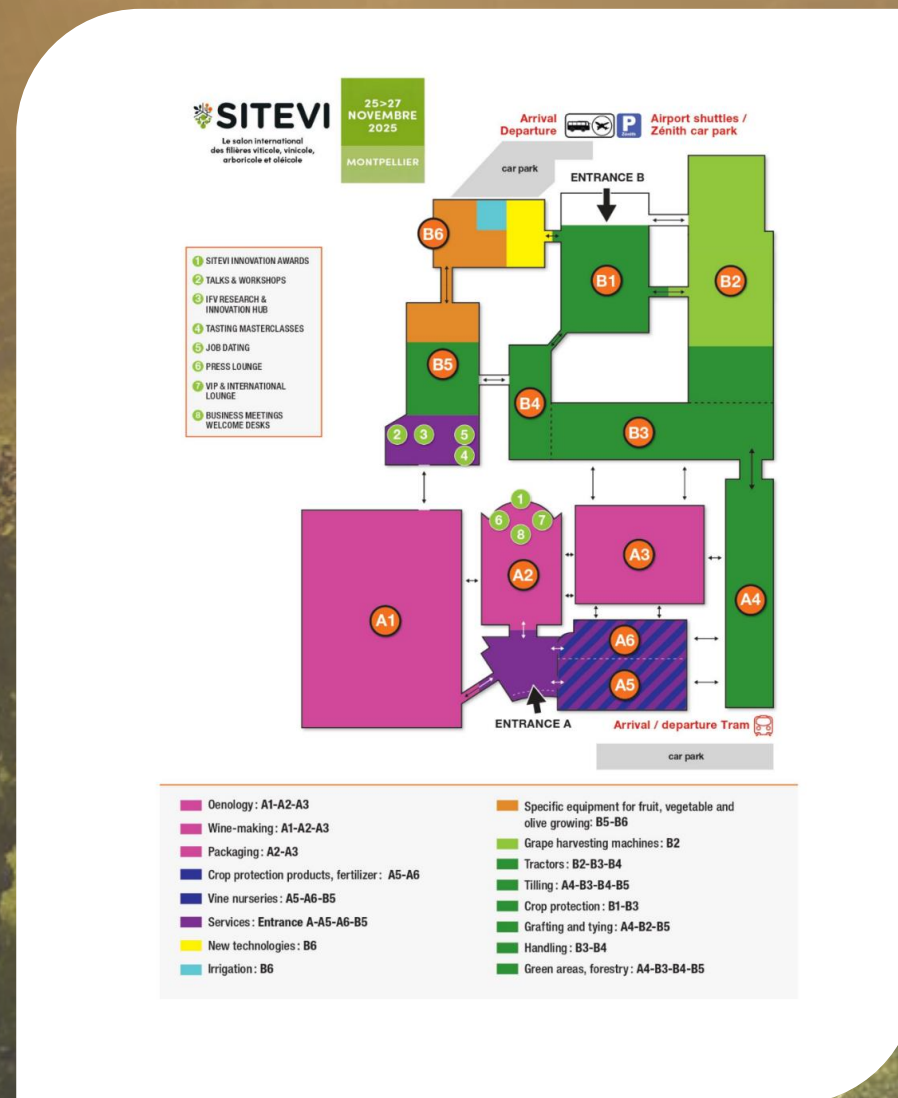 SITEVI
Le salon international
des filières viticole, vinicole,
arboricole et oléicole
25>27
NOVEMBRE
2025
MONTPELLIER
Arrival
Departure
P
Zénith
Airport shuttles /
Zénith car park
car park
ENTRANCE B
B6
B1
B2
1 SITEVI INNOVATION AWARDS
2 TALKS & WORKSHOPS
3 IFV RESEARCH &
INNOVATION HUB
4 TASTING MASTERCLASSES
5 JOB DATING
6 PRESS LOUNGE
7 VIP & INTERNATIONAL
LOUNGE
8 BUSINESS MEETINGS
WELCOME DESKS
B5
B4
B3
2
3
5
4
1
6
7
8
A2
A3
A1
A4
A6
A5
ENTRANCE A
Arrival / departure Tram
car park
Oenology: A1-A2-A3
Wine-making: A1-A2-A3
Packaging: A2-A3
Crop protection products, fertilizer: A5-A6
Vine nurseries: A5-A6-B5
Services: Entrance A-A5-A6-B5
New technologies: B6
Irrigation: B6
Specific equipment for fruit, vegetable and
olive growing: B5-B6
Grape harvesting machines: B2
Tractors: B2-B3-B4
Tilling: A4-B3-B4-B5
Crop protection: B1-B3
Grafting and tying: A4-B2-B5
Handling: B3-B4
Green areas, forestry: A4-B3-B4-B5